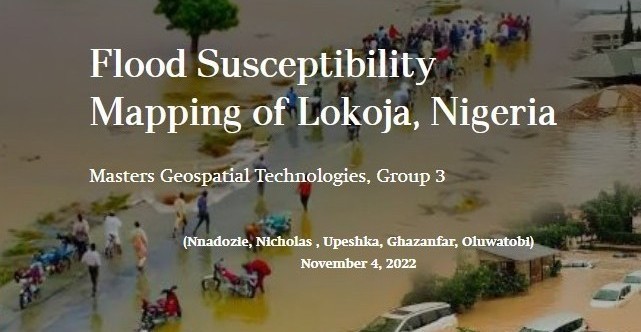 Flood Susceptibility
Mapping of Lokoja, Nigeria
Masters Geospatial Technologies, Group 3
(Nnadozie, Nicholas , Upeshka, Ghazanfar, Oluwatobi)
November 4, 2022